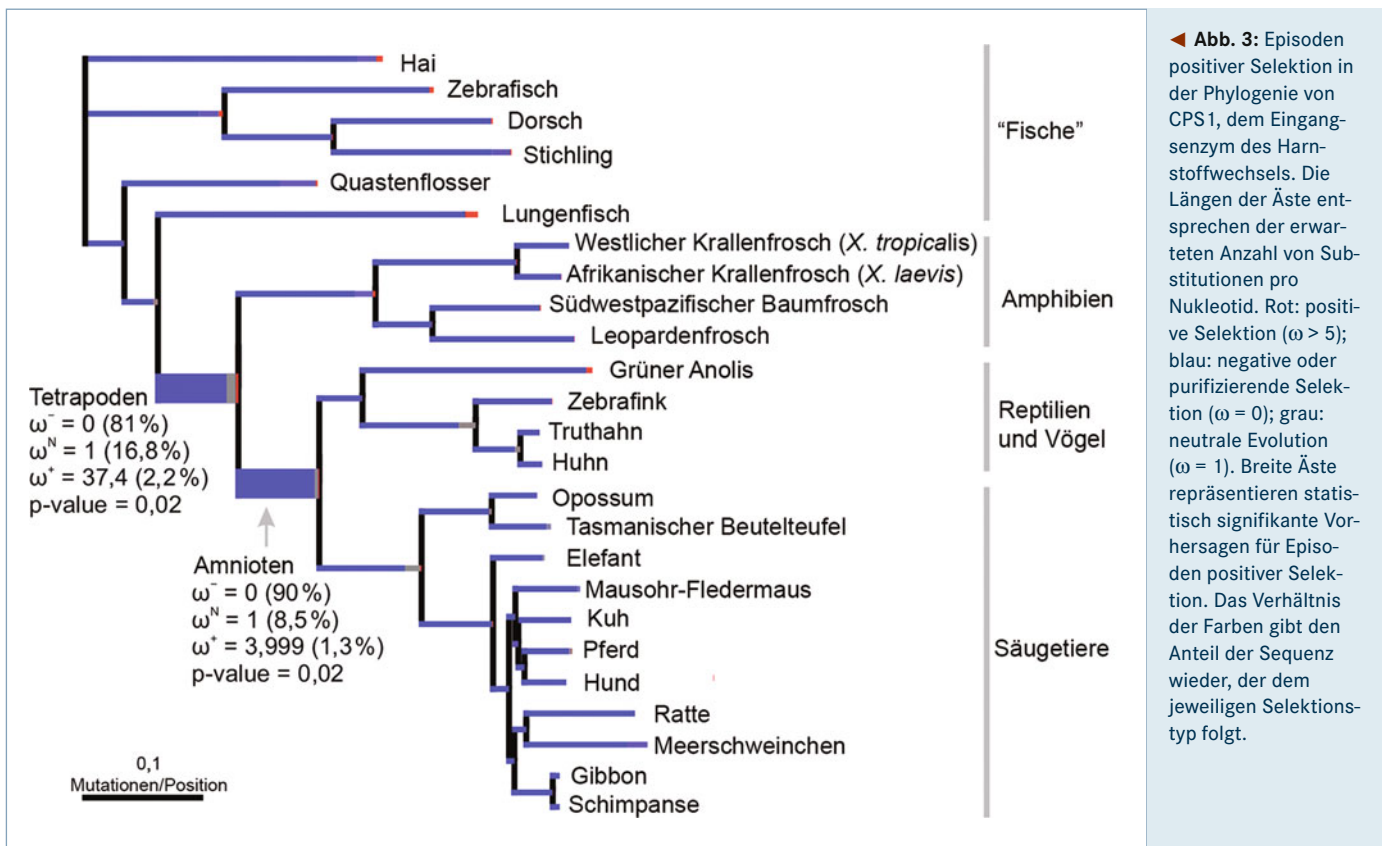 Hai
Zebrafisch
Dorsch
Stichling
Quastenflosser
Lungenfisch
"Fische"
Westlicher Krallenfrosch (X. tropicalis)
Afrikanischer Krallenfrosch (X. laevis)
Südwestpazifischer Baumfrosch
Leopardenfrosch
Amphibien
Grüner Anolis
Zebrafink
Truthahn
Huhn
Reptilien
und Vögel
Opossum
Tasmanischer Beutelteufel
Elefant
Mausohr-Fledermaus
Kuh
Pferd
Hund
Ratte
Meerschweinchen
Gibbon
Schimpanse
Säugetiere
Tetrapoden
ω⁻ = 0 (81%)
ωᴺ = 1 (16,8%)
ω⁺ = 37,4 (2,2%)
p-value = 0,02
Amnioten
ω⁻ = 0 (90%)
ωᴺ = 1 (8,5%)
ω⁺ = 3,999 (1,3%)
p-value = 0,02
0,1
Mutationen/Position
◄ Abb. 3: Episoden
positiver Selektion in
der Phylogenie von
CPS1, dem Eingang-
senzym des Harn-
stoffwechsels. Die
Längen der Äste ent-
sprechen der erwar-
teten Anzahl von Sub-
stitutionen pro
Nukleotid. Rot: positi-
ve Selektion (ω > 5);
blau: negative oder
purifizierende Selek-
tion (ω = 0); grau:
neutrale Evolution
(ω = 1). Breite Äste
repräsentieren statis-
tisch signifikante Vor-
hersagen für Episo-
den positiver Selek-
tion. Das Verhältnis
der Farben gibt den
Anteil der Sequenz
wieder, der dem
jeweiligen Selektions-
typ folgt.